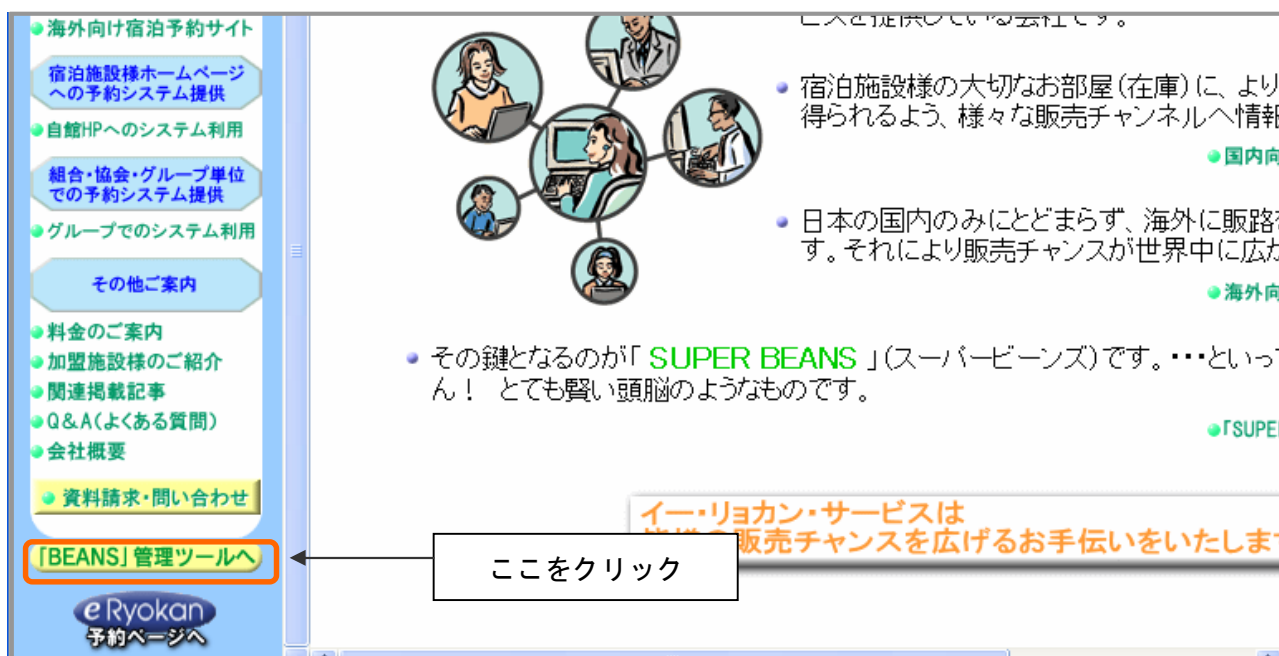 海外向け宿泊予約サイト
宿泊施設様ホームページ
への予約システム提供
自館HPへのシステム利用
組合・協会・グループ単位
での予約システム提供
グループでのシステム利用
その他ご案内
料金のご案内
加盟施設様のご紹介
関連掲載記事
Q&A(よくある質問)
会社概要
資料請求・問い合わせ
「BEANS」管理ツールへ
e Ryokan
予約ページへ
ビスを提供している会社です。
宿泊施設様の大切なお部屋(在庫)に、より
得られるよう、様々な販売チャンネルへ情報
国内向
日本の国内のみにとどまらず、海外に販路
す。それにより販売チャンスが世界中に広が
海外向
その鍵となるのが「 SUPER BEANS 」(スーパービーンズ)です。・・・といっ
ん! とても賢い頭脳のようなものです。
「SUPE
イー・リョカン・サービスは
販売チャンスを広げるお手伝いをいたしま
ここをクリック